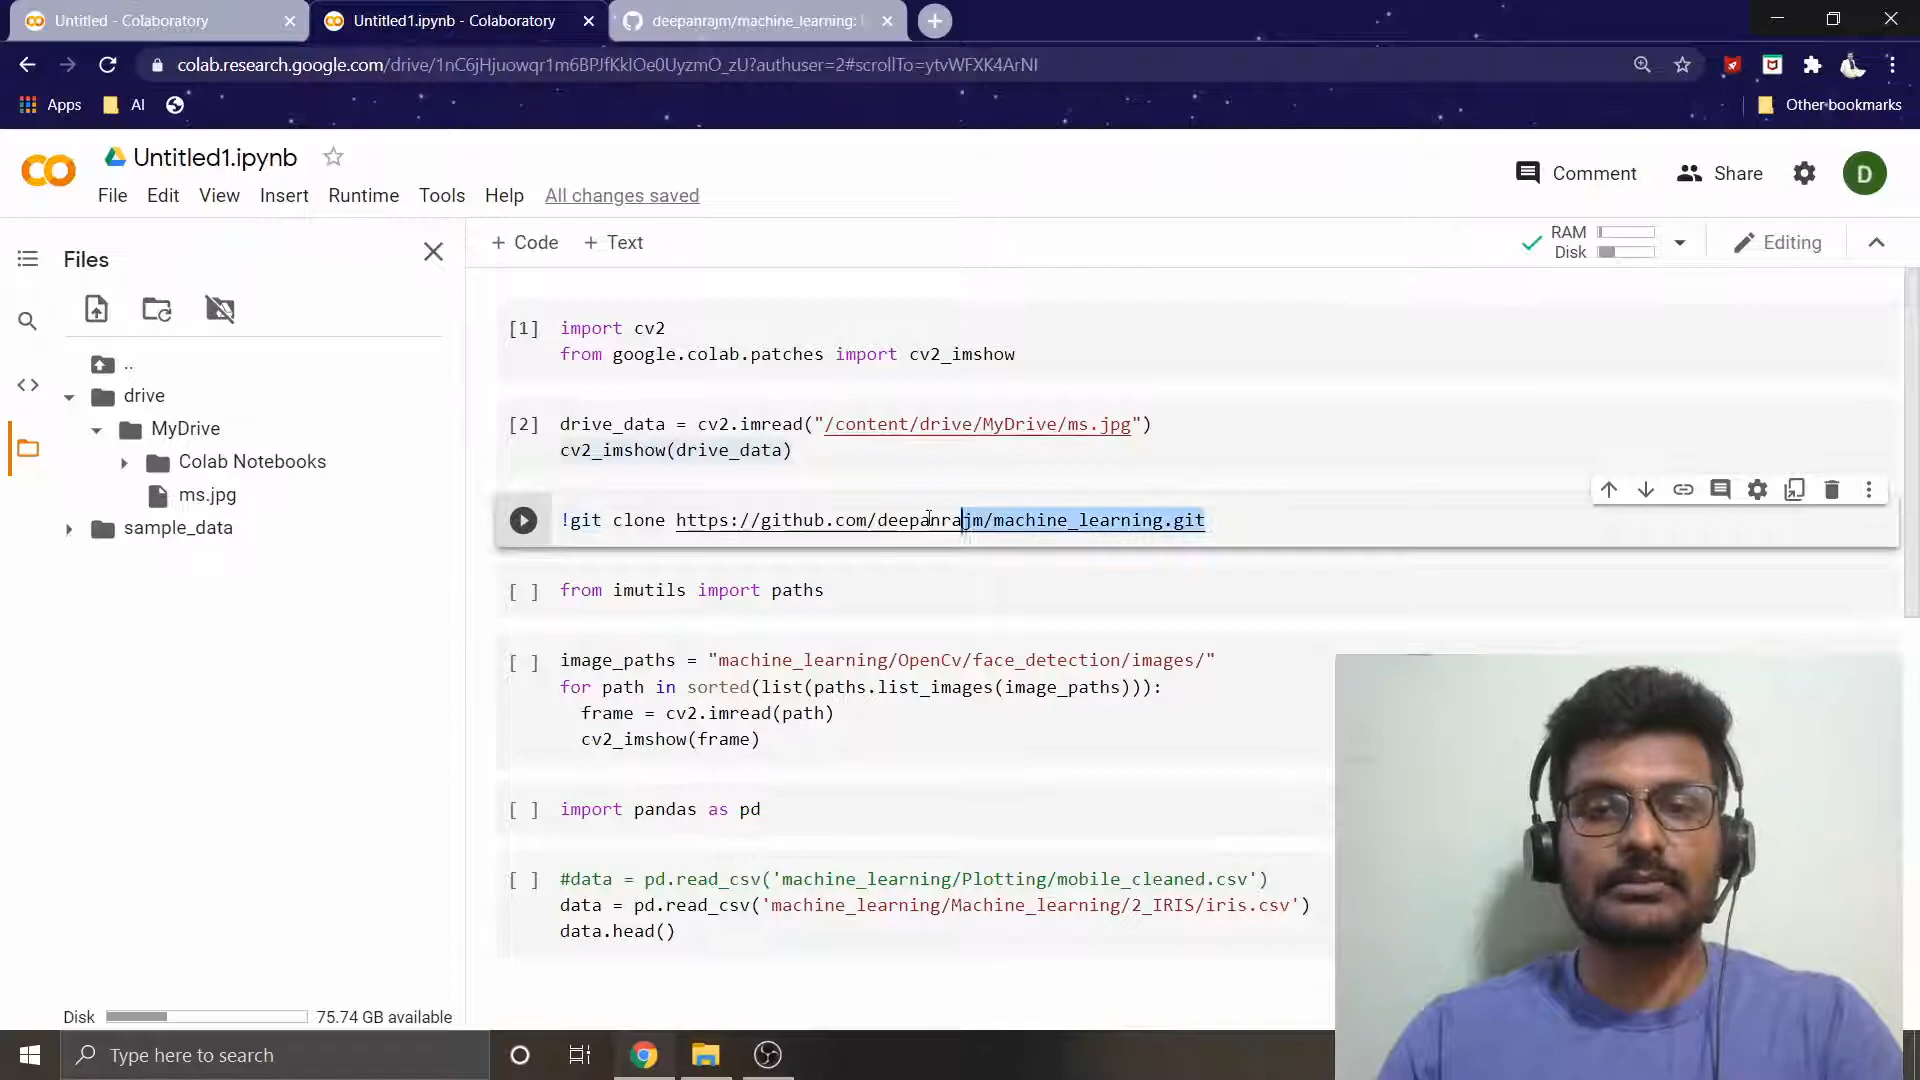 Untitled - Colaboratory
Untitled1.ipynb - Colaboratory
deepanrajm/machine_learning:
colab.research.google.com/drive/1nC6jHjuowqr1m6BPJfKkIOe0UyzmO_zU?authuser=2#scrollTo=ytvWFXK4ArNI
Apps
AI
Other bookmarks
Untitled1.ipynb
Comment
Share
D
File Edit View Insert Runtime Tools Help All changes saved
Files
+ Code + Text
RAM
Disk
Editing
..
drive
MyDrive
Colab Notebooks
ms.jpg
sample_data
[1] import cv2
from google.colab.patches import cv2_imshow
[2] drive_data = cv2.imread("/content/drive/MyDrive/ms.jpg")
cv2_imshow(drive_data)
!git clone https://github.com/deepanrajm/machine_learning.git
[ ] from imutils import paths
[ ] image_paths = "machine_learning/OpenCv/face_detection/images/"
for path in sorted(list(paths.list_images(image_paths))):
frame = cv2.imread(path)
cv2_imshow(frame)
[ ] import pandas as pd
[ ] #data = pd.read_csv('machine_learning/Plotting/mobile_cleaned.csv')
data = pd.read_csv('machine_learning/Machine_learning/2_IRIS/iris.csv')
data.head()
Disk 75.74 GB available
Type here to search